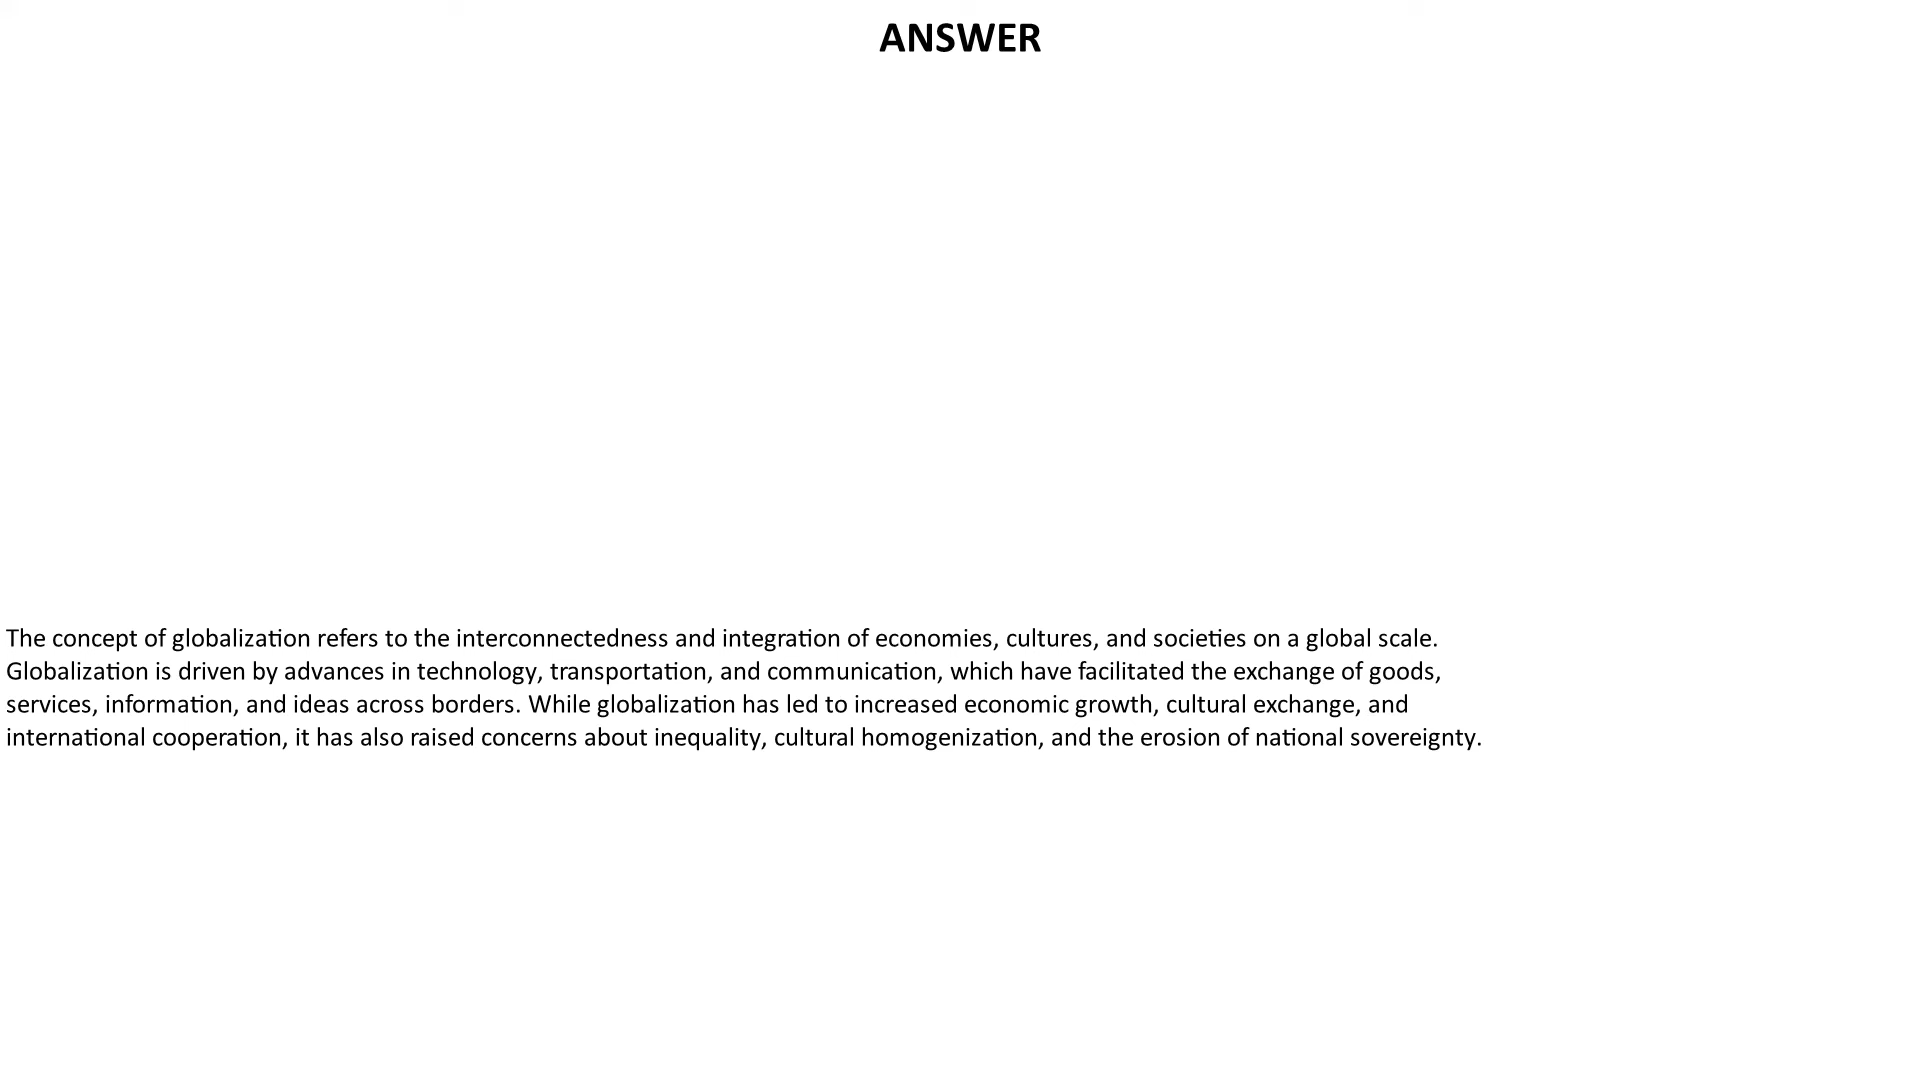 ANSWER
The concept of globalization refers to the interconnectedness and integration of economies, cultures, and societies on a global scale.
Globalization is driven by advances in technology, transportation, and communication, which have facilitated the exchange of goods,
services, information, and ideas across borders. While globalization has led to increased economic growth, cultural exchange, and
international cooperation, it has also raised concerns about inequality, cultural homogenization, and the erosion of national sovereignty.